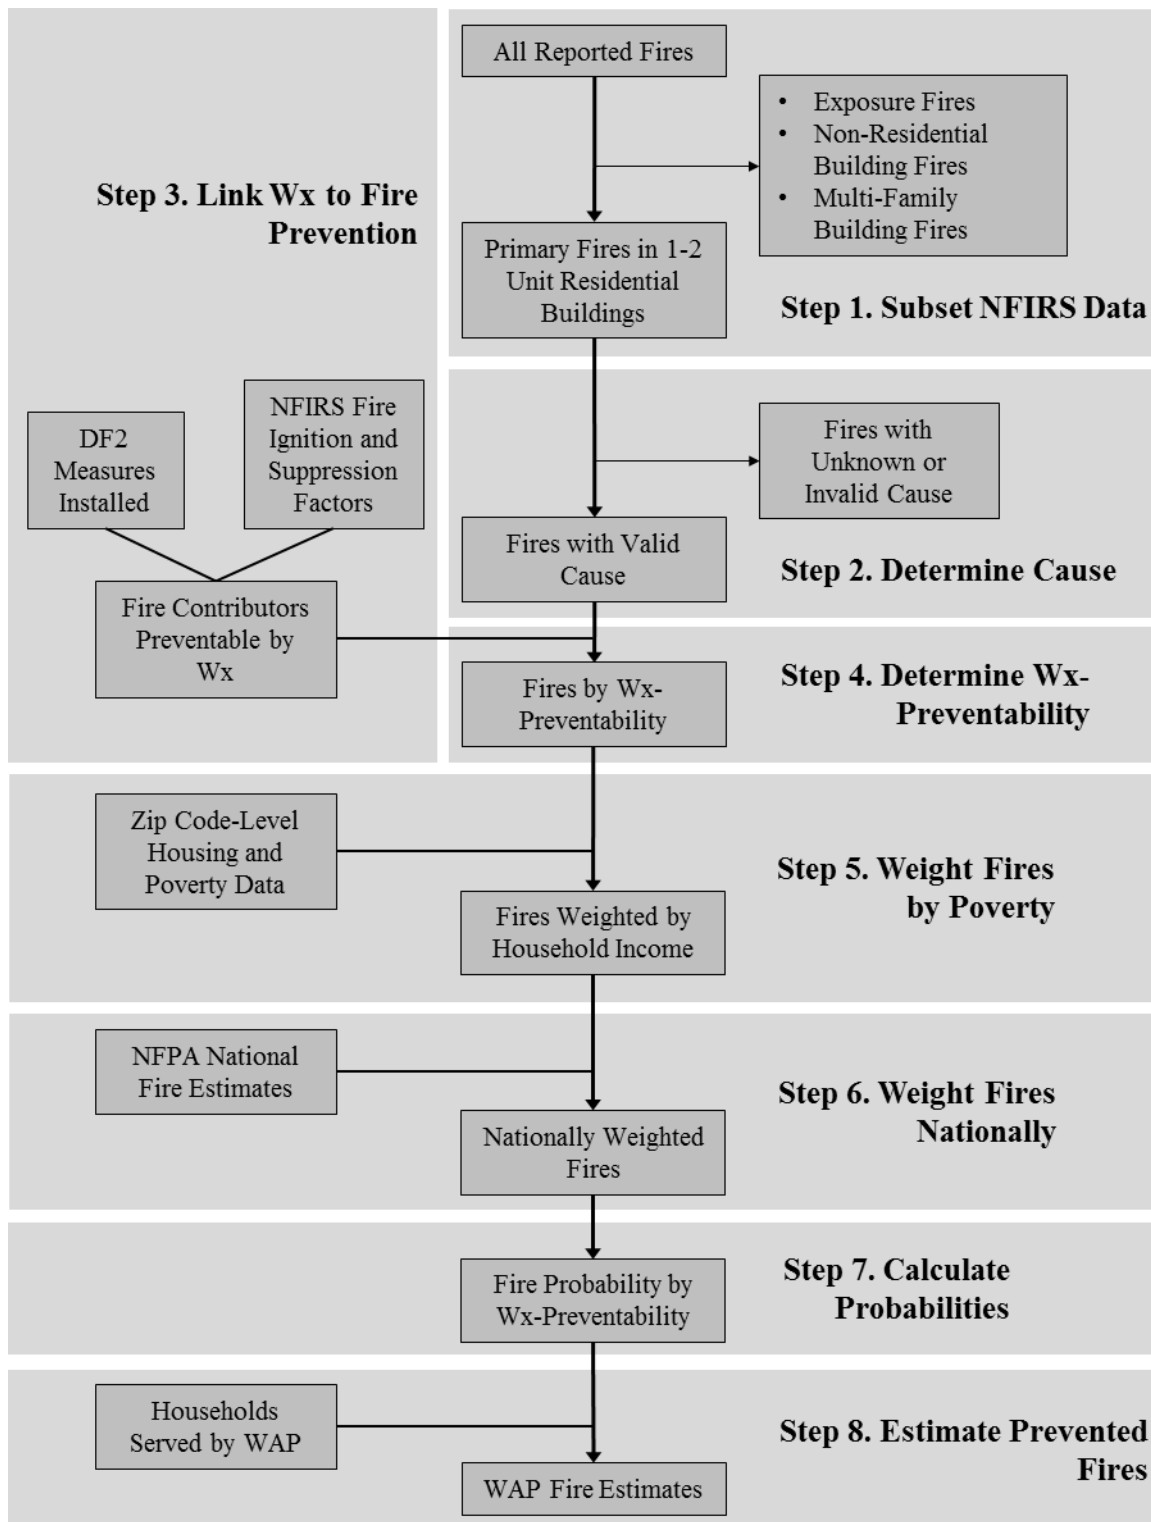 All Reported Fires
• Exposure Fires
• Non-Residential
Building Fires
• Multi-Family
Building Fires
Step 3. Link Wx to Fire
Prevention
Primary Fires in 1-2
Unit Residential
Buildings
Step 1. Subset NFIRS Data
DF2
Measures
Installed
NFIRS Fire
Ignition and
Suppression
Factors
Fires with
Unknown or
Invalid Cause
Fires with Valid
Cause
Step 2. Determine Cause
Fire Contributors
Preventable by
Wx
Fires by Wx-
Preventability
Step 4. Determine Wx-
Preventability
Zip Code-Level
Housing and
Poverty Data
Step 5. Weight Fires
by Poverty
Fires Weighted by
Household Income
NFPA National
Fire Estimates
Step 6. Weight Fires
Nationally
Nationally Weighted
Fires
Fire Probability by
Wx-Preventability
Step 7. Calculate
Probabilities
Households
Served by WAP
Step 8. Estimate Prevented
Fires
WAP Fire Estimates